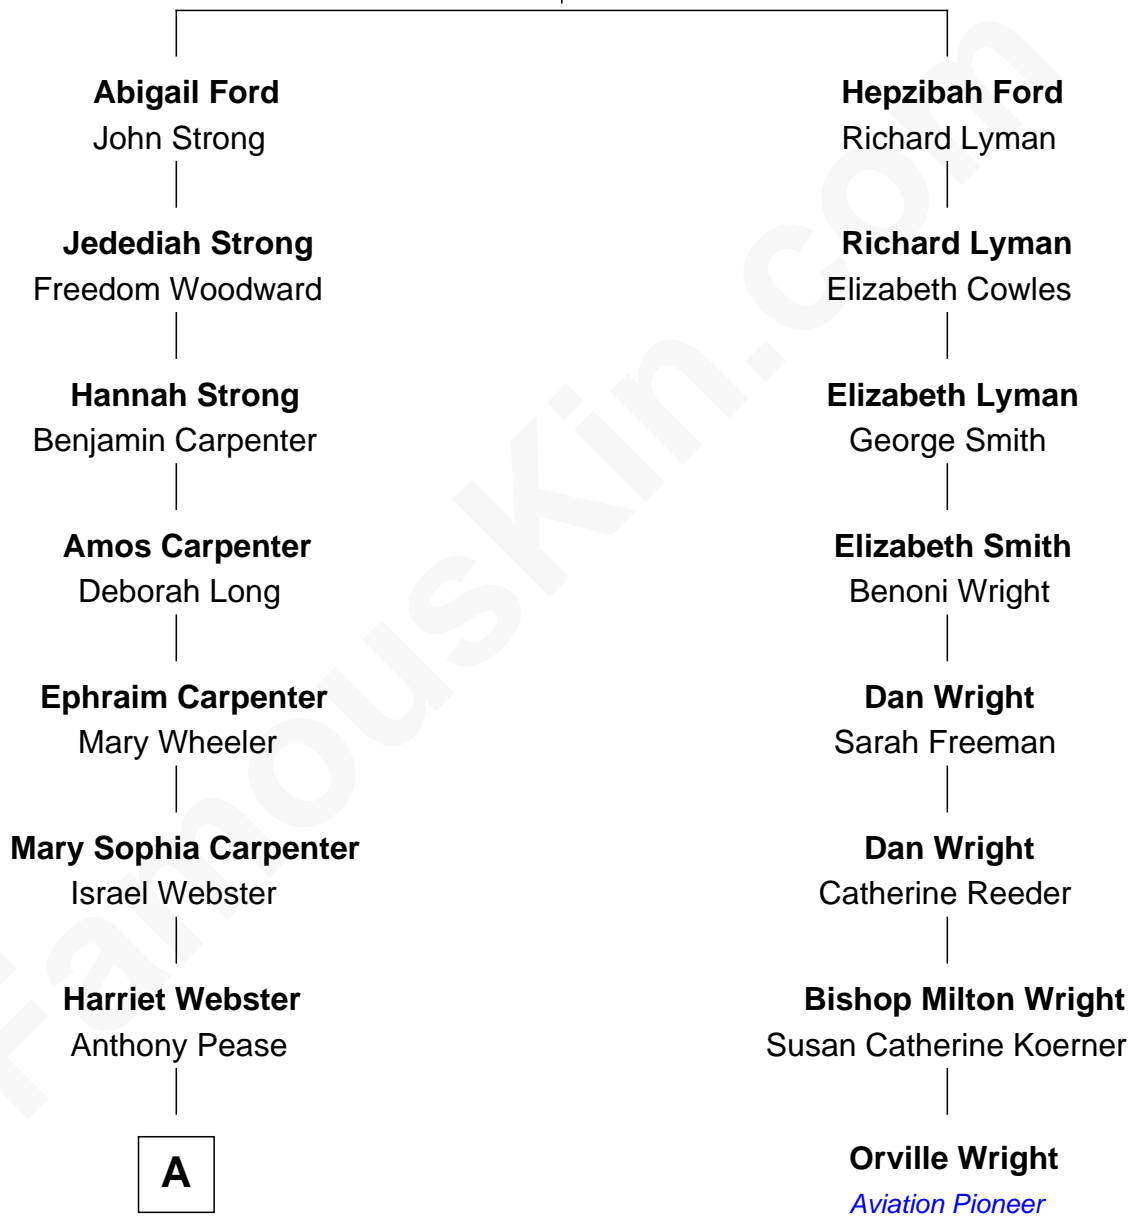 Abigail Ford
John Strong
Hepzibah Ford
Richard Lyman
Jedediah Strong
Freedom Woodward
Richard Lyman
Elizabeth Cowles
Hannah Strong
Benjamin Carpenter
Elizabeth Lyman
George Smith
Amos Carpenter
Deborah Long
Elizabeth Smith
Benoni Wright
Ephraim Carpenter
Mary Wheeler
Dan Wright
Sarah Freeman
Mary Sophia Carpenter
Israel Webster
Dan Wright
Catherine Reeder
Harriet Webster
Anthony Pease
Bishop Milton Wright
Susan Catherine Koerner
A
Orville Wright
Aviation Pioneer
FamousKin.com